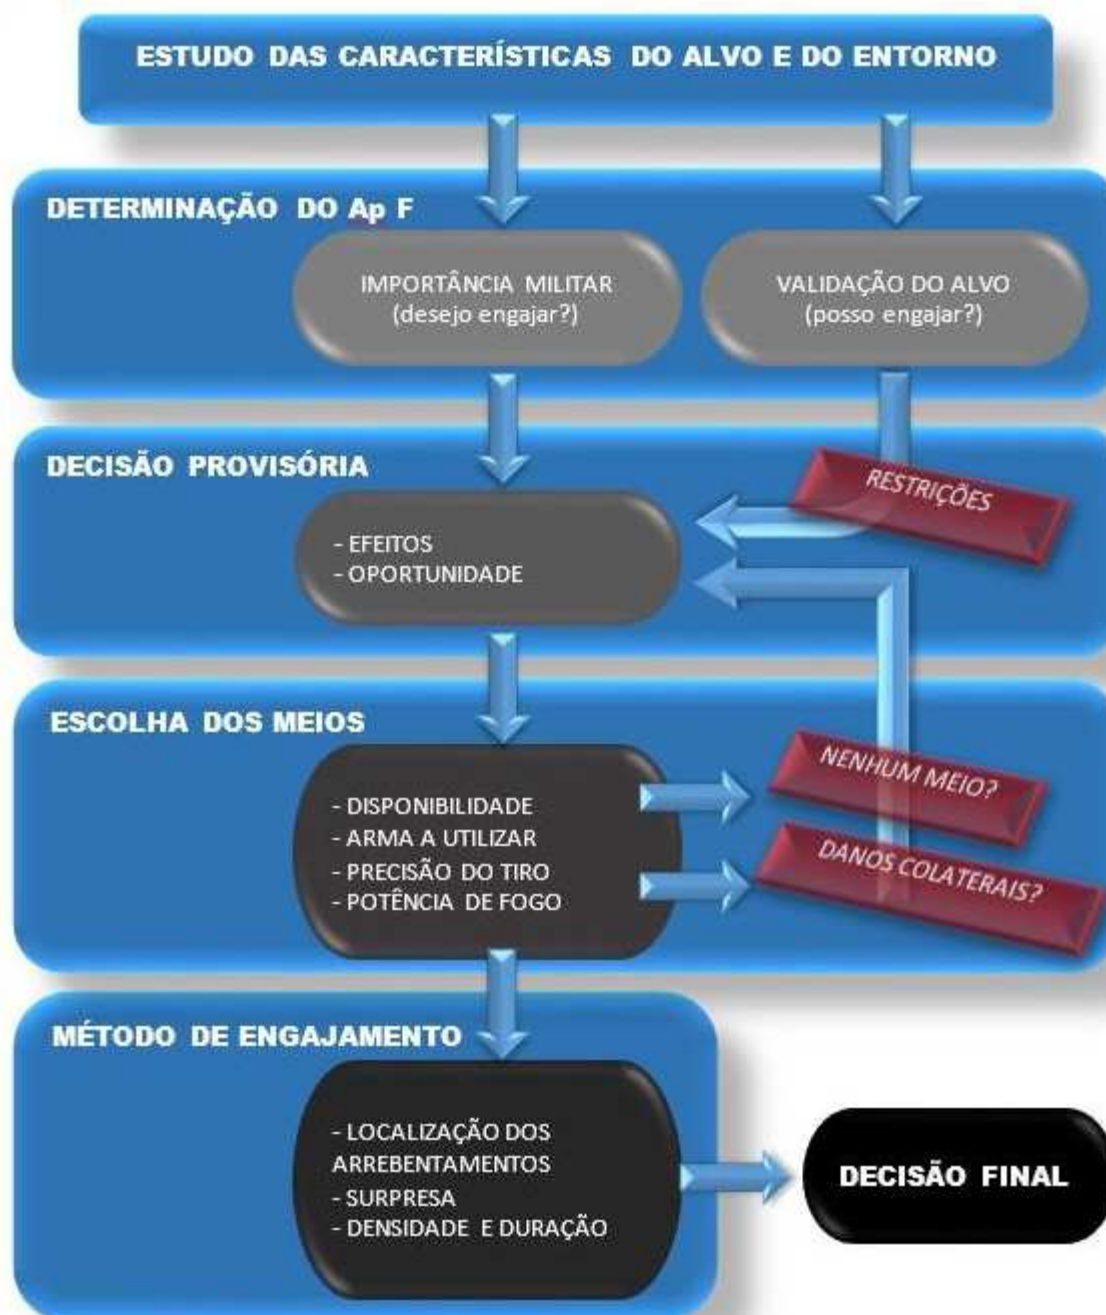 ESTUDO DAS CARACTERÍSTICAS DO ALVO E DO ENTORNO
DETERMINAÇÃO DO Ap F
IMPORTÂNCIA MILITAR
(desejo engajar?)
VALIDAÇÃO DO ALVO
(posso engajar?)
DECISÃO PROVISÓRIA
RESTRIÇÕES
- EFEITOS
- OPORTUNIDADE
ESCOLHA DOS MEIOS
- DISPONIBILIDADE
- ARMA A UTILIZAR
- PRECISÃO DO TIRO
- POTÊNCIA DE FOGO
NENHUM MEIO?
DANOS COLATERAIS?
MÉTODO DE ENGAJAMENTO
- LOCALIZAÇÃO DOS
ARREBENTAMENTOS
- SURPRESA
- DENSIDADE E DURAÇÃO
DECISÃO FINAL